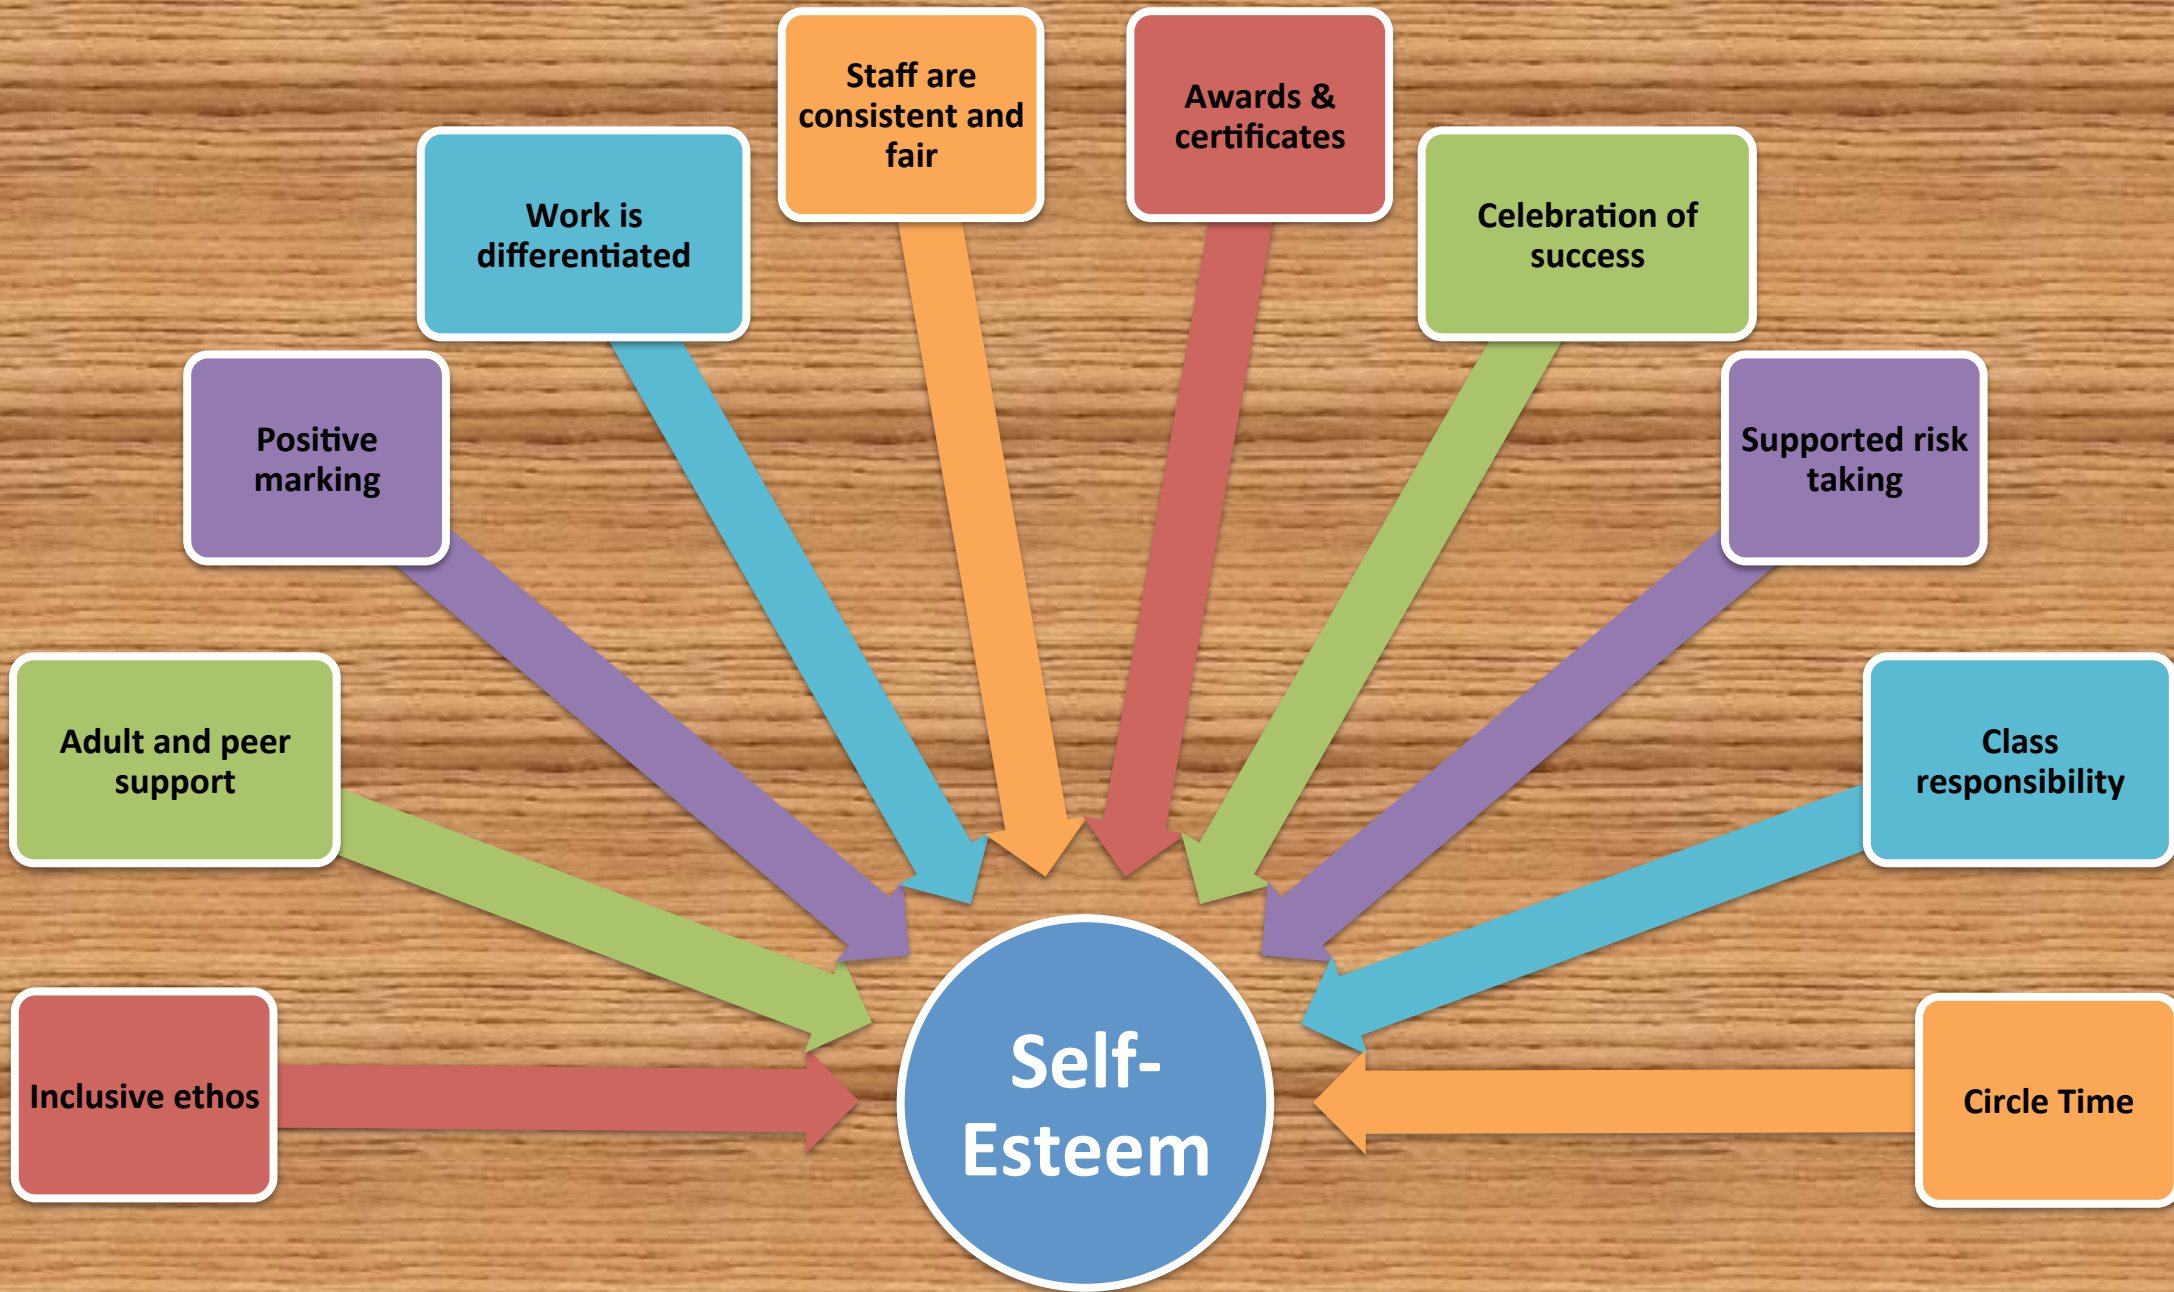 Staff are
consistent and
fair
Awards &
certificates
Work is
differentiated
Celebration of
success
Positive
marking
Supported risk
taking
Adult and peer
support
Class
responsibility
Inclusive ethos
Circle Time
Self-
Esteem